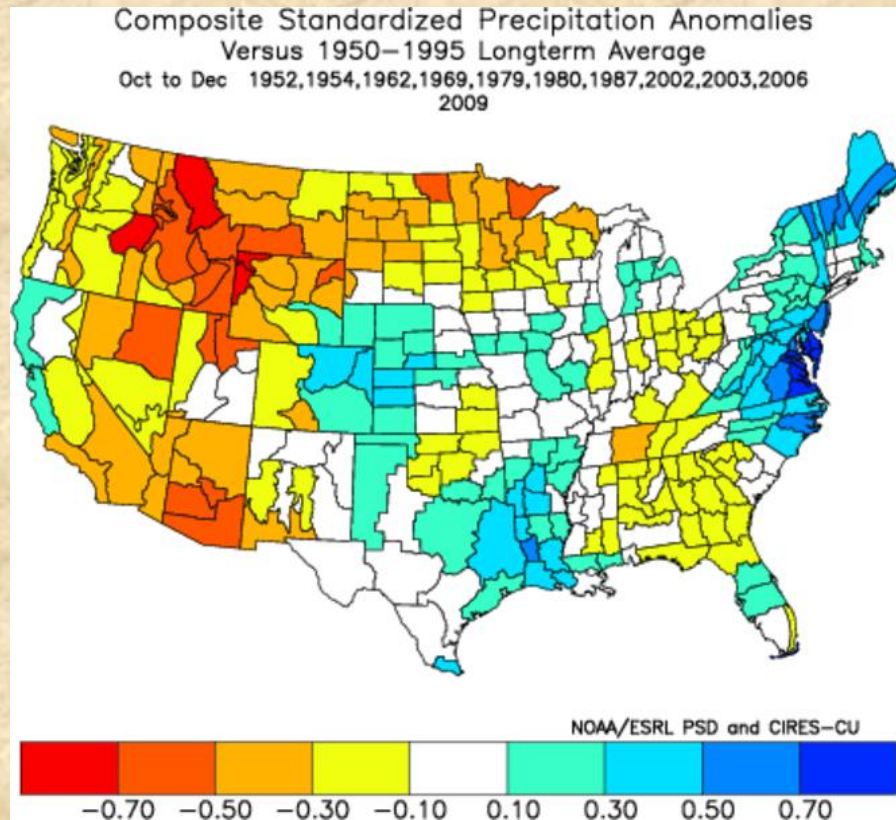 Composite Standardized Precipitation Anomalies
Versus 1950-1995 Longterm Average
Oct to Dec 1952,1954,1962,1969,1979,1980,1987,2002,2003,2006
2009
NOAA/ESRL PSD and CIRES-CU
-0.70 -0.50 -0.30 -0.10 0.10 0.30 0.50 0.70